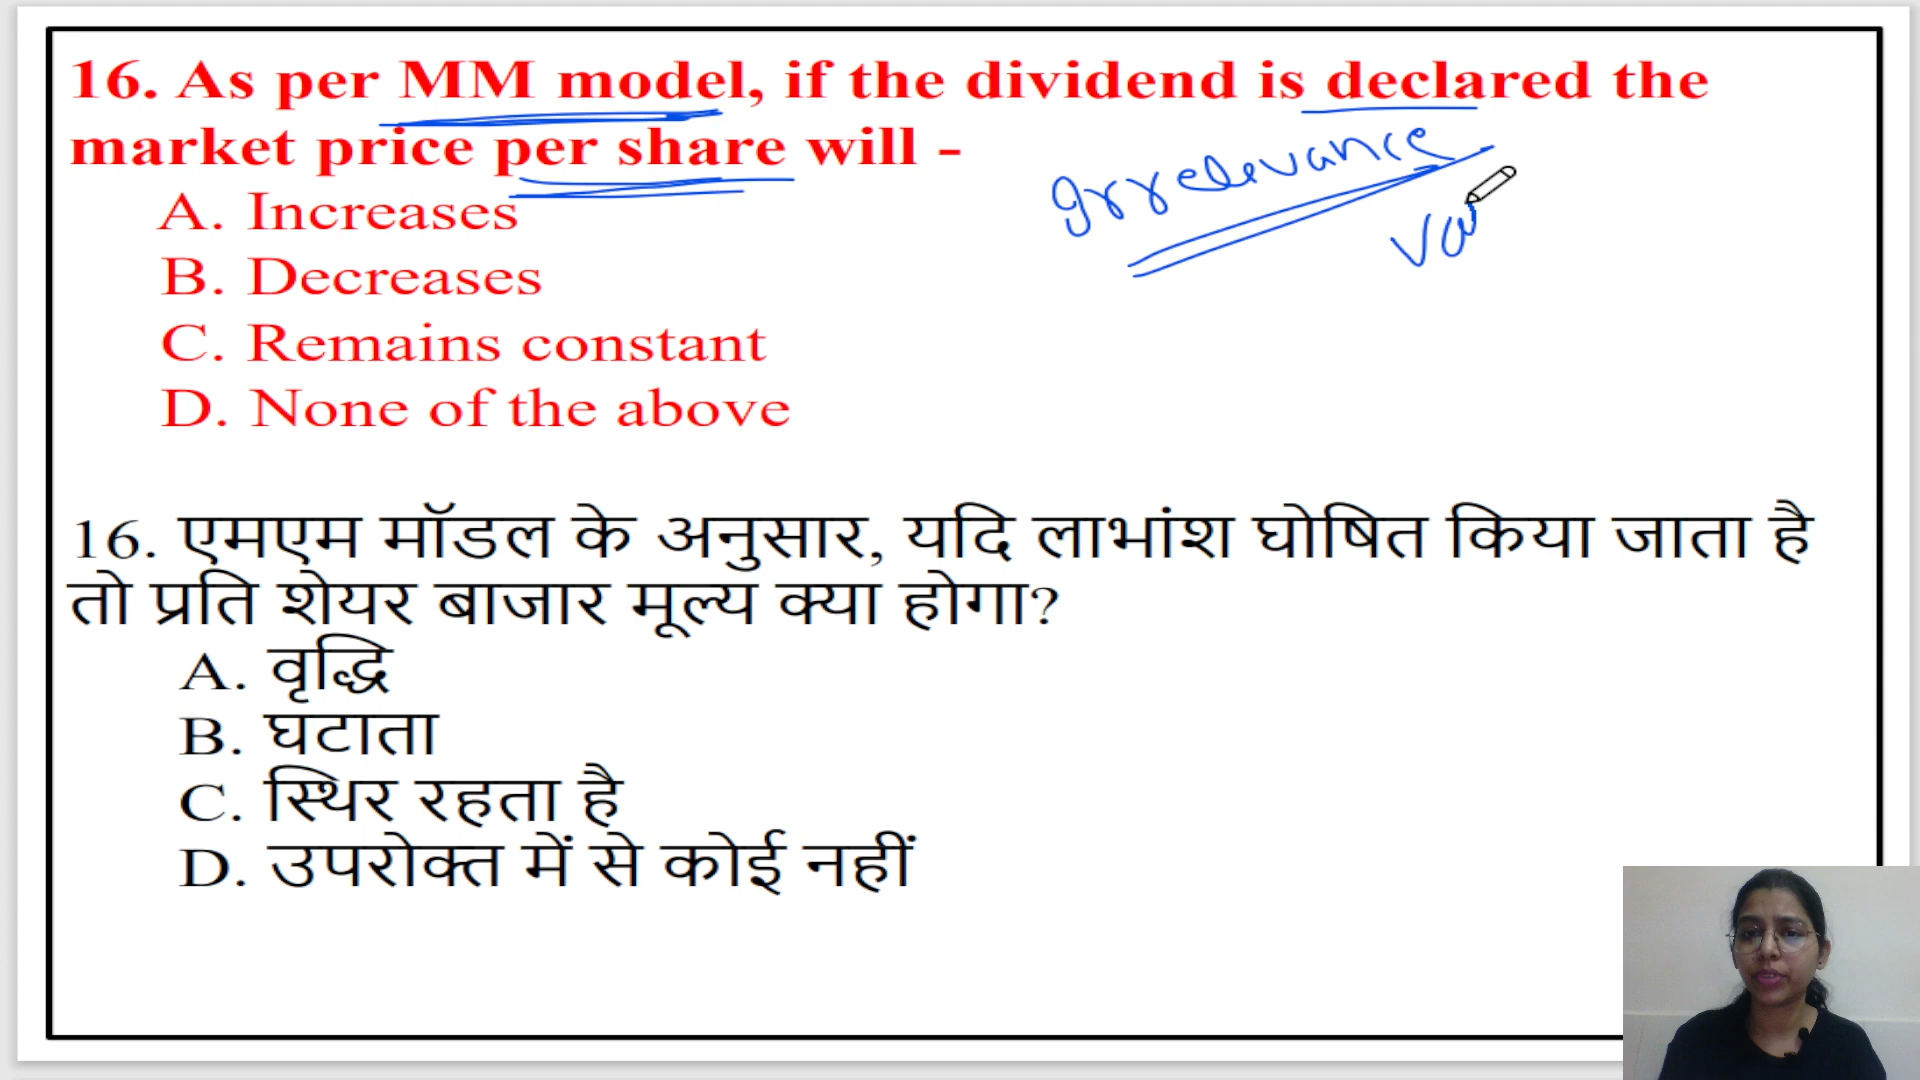 16. As per MM model, if the dividend is declared the
market price per share will -
Irrelevance
Va
A. Increases
B. Decreases
C. Remains constant
D. None of the above
16. एमएम मॉडल के अनुसार, यदि लाभांश घोषित किया जाता है
तो प्रति शेयर बाजार मूल्य क्या होगा?
A. वृद्धि
B. घटाता
C. स्थिर रहता है
D. उपरोक्त में से कोई नहीं